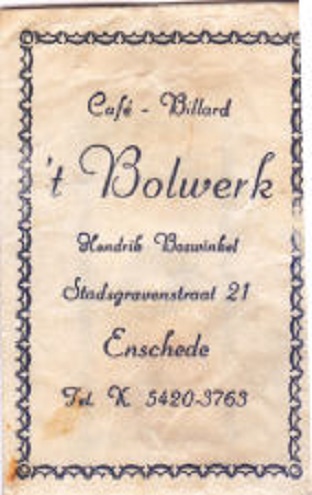 Café - Billard
't Bolwerk
Hendrik Boswinkel
Stadsgravenstraat 21
Enschede
Tel. K. 5420-3763